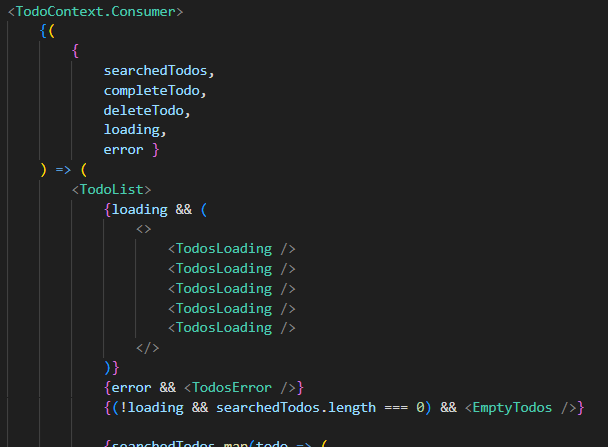 <TodoContext.Consumer>
{(
{
searchedTodos,
completeTodo,
deleteTodo,
loading,
error }
) => (
<TodoList>
{loading && (
<>
<TodosLoading />
<TodosLoading />
<TodosLoading />
<TodosLoading />
<TodosLoading />
</>
)}
{error && <TodosError />}
{(!loading && searchedTodos.length === 0) && <EmptyTodos />}
{searchedTodos.map(todo => (